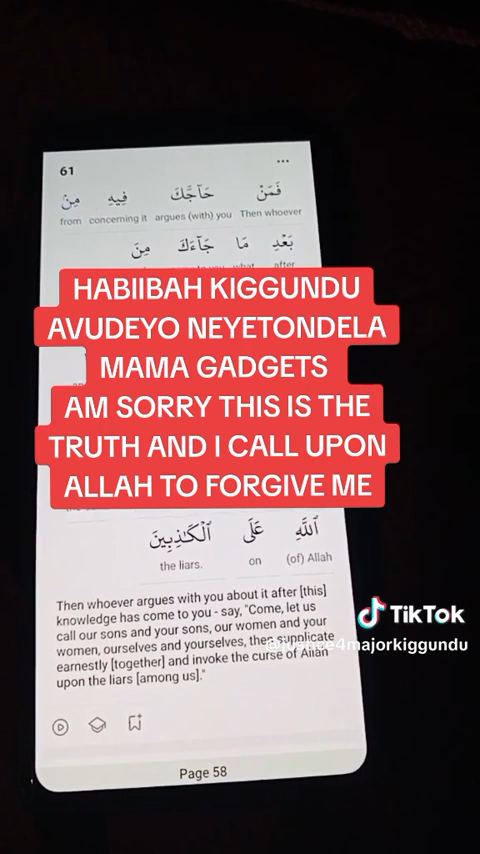 61
فَمَنْ حَآجَّكَ فِيهِ مِنْ
from concerning it argues (with) you Then whoever
بَعْدِ مَا جَآءَكَ مِنَ
after
HABIIBAH KIGGUNDU
AVUDEYO NEYETONDELA
MAMA GADGETS
AM SORRY THIS IS THE
TRUTH AND I CALL UPON
ALLAH TO FORGIVE ME
ٱللَّهِ عَلَى ٱلْكَـٰذِبِينَ
the liars. on (of) Allah
Then whoever argues with you about it after [this]
knowledge has come to you - say, "Come, let us
call our sons and your sons, our women and your
women, ourselves and yourselves, then supplicate
earnestly [together] and invoke the curse of Allah
upon the liars [among us]."
TikTok
@justice4majorkiggundu
Page 58